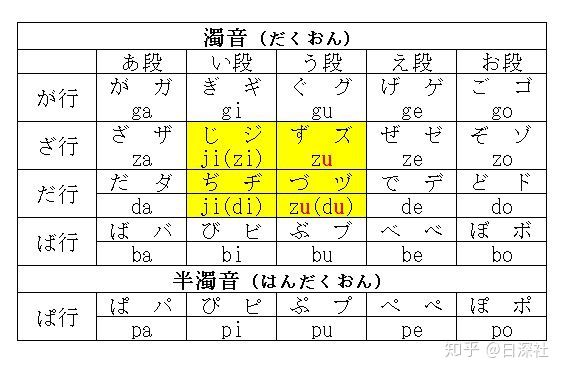 濁音（だくおん）
あ段 い段 う段 え段 お段
が行
が ガ ぎ ギ ぐ グ げ ゲ ご ゴ
ga gi gu ge go
ざ行
ざ ザ じ ジ ず ズ ぜ ゼ ぞ ゾ
za ji(zi) zu ze zo
だ行
だ ダ ぢ ヂ づ ヅ で デ ど ド
da ji(di) zu(du) de do
ば行
ば バ び ビ ぶ ブ べ ベ ぼ ボ
ba bi bu be bo
半濁音（はんだくおん）
ぱ行
ぱ パ ぴ ピ ぷ プ ぺ ペ ぽ ポ
pa pi pu pe po
知乎 @日深社